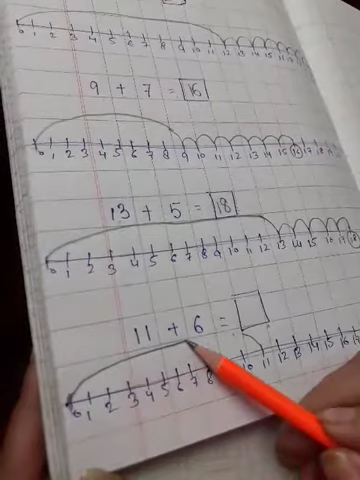 0 1 2 3 4 5 6 7 8 9 10 11 12 13 14 15
9 + 7 = 16
0 1 2 3 4 5 6 7 8 9 10 11 12 13 14 15 16 17 18
13 + 5 = 18
0 1 2 3 4 5 6 7 8 9 10 11 12 13 14 15 16 17 18
11 + 6 =
0 1 2 3 4 5 6 7 8 10 11 12 13 14 15 16 17